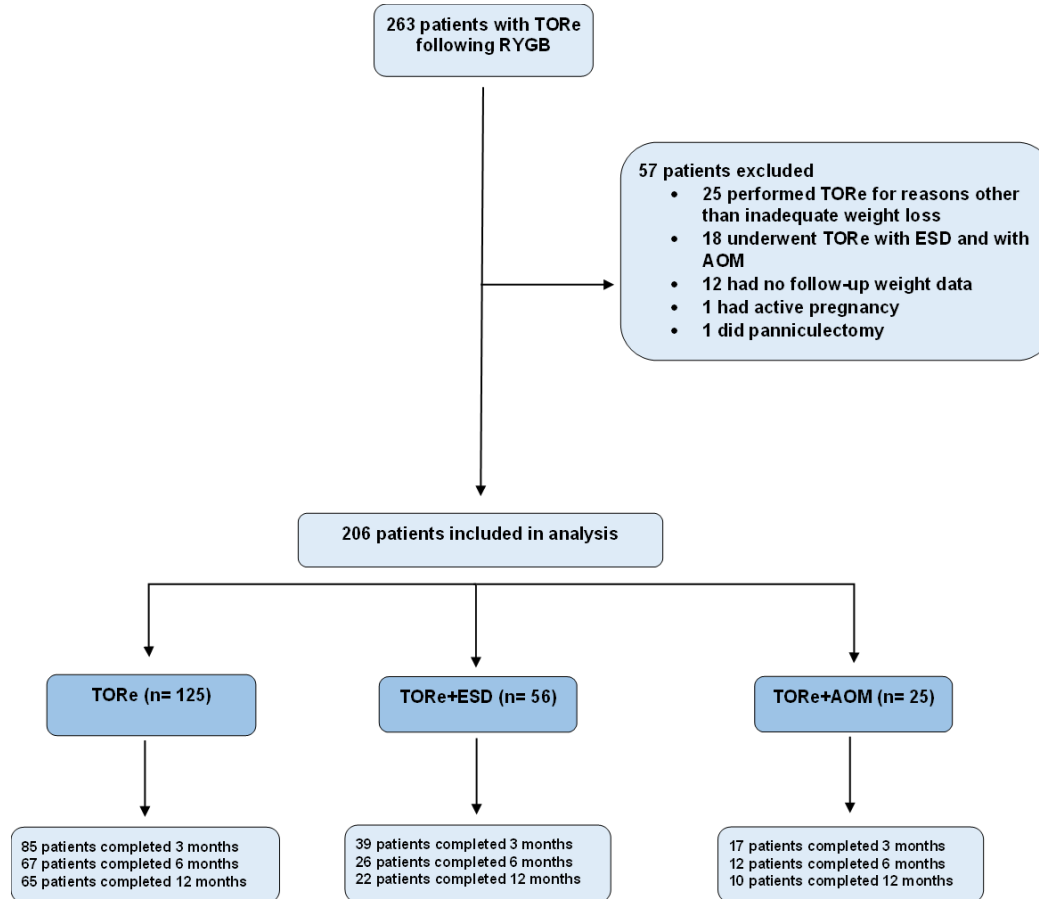 263 patients with TORe
following RYGB
57 patients excluded
• 25 performed TORe for reasons other
than inadequate weight loss
• 18 underwent TORe with ESD and with
AOM
• 12 had no follow-up weight data
• 1 had active pregnancy
• 1 did panniculectomy
206 patients included in analysis
TORe (n= 125)
TORe+ESD (n= 56)
TORe+AOM (n= 25)
85 patients completed 3 months
67 patients completed 6 months
65 patients completed 12 months
39 patients completed 3 months
26 patients completed 6 months
22 patients completed 12 months
17 patients completed 3 months
12 patients completed 6 months
10 patients completed 12 months